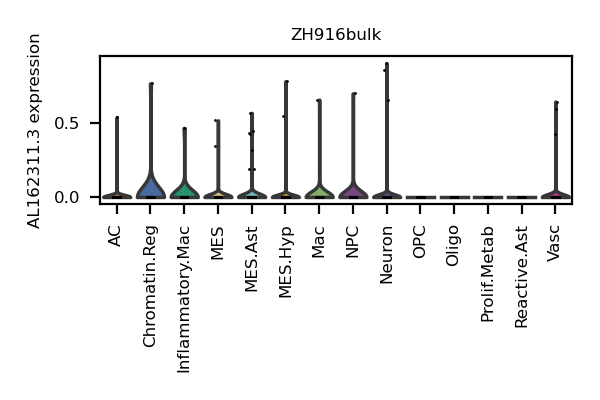 ZH916bulk
AL162311.3 expression
0.5
0.0
AC
Chromatin.Reg
Inflammatory.Mac
MES
MES.Ast
MES.Hyp
Mac
NPC
Neuron
OPC
Oligo
Prolif.Metab
Reactive.Ast
Vasc